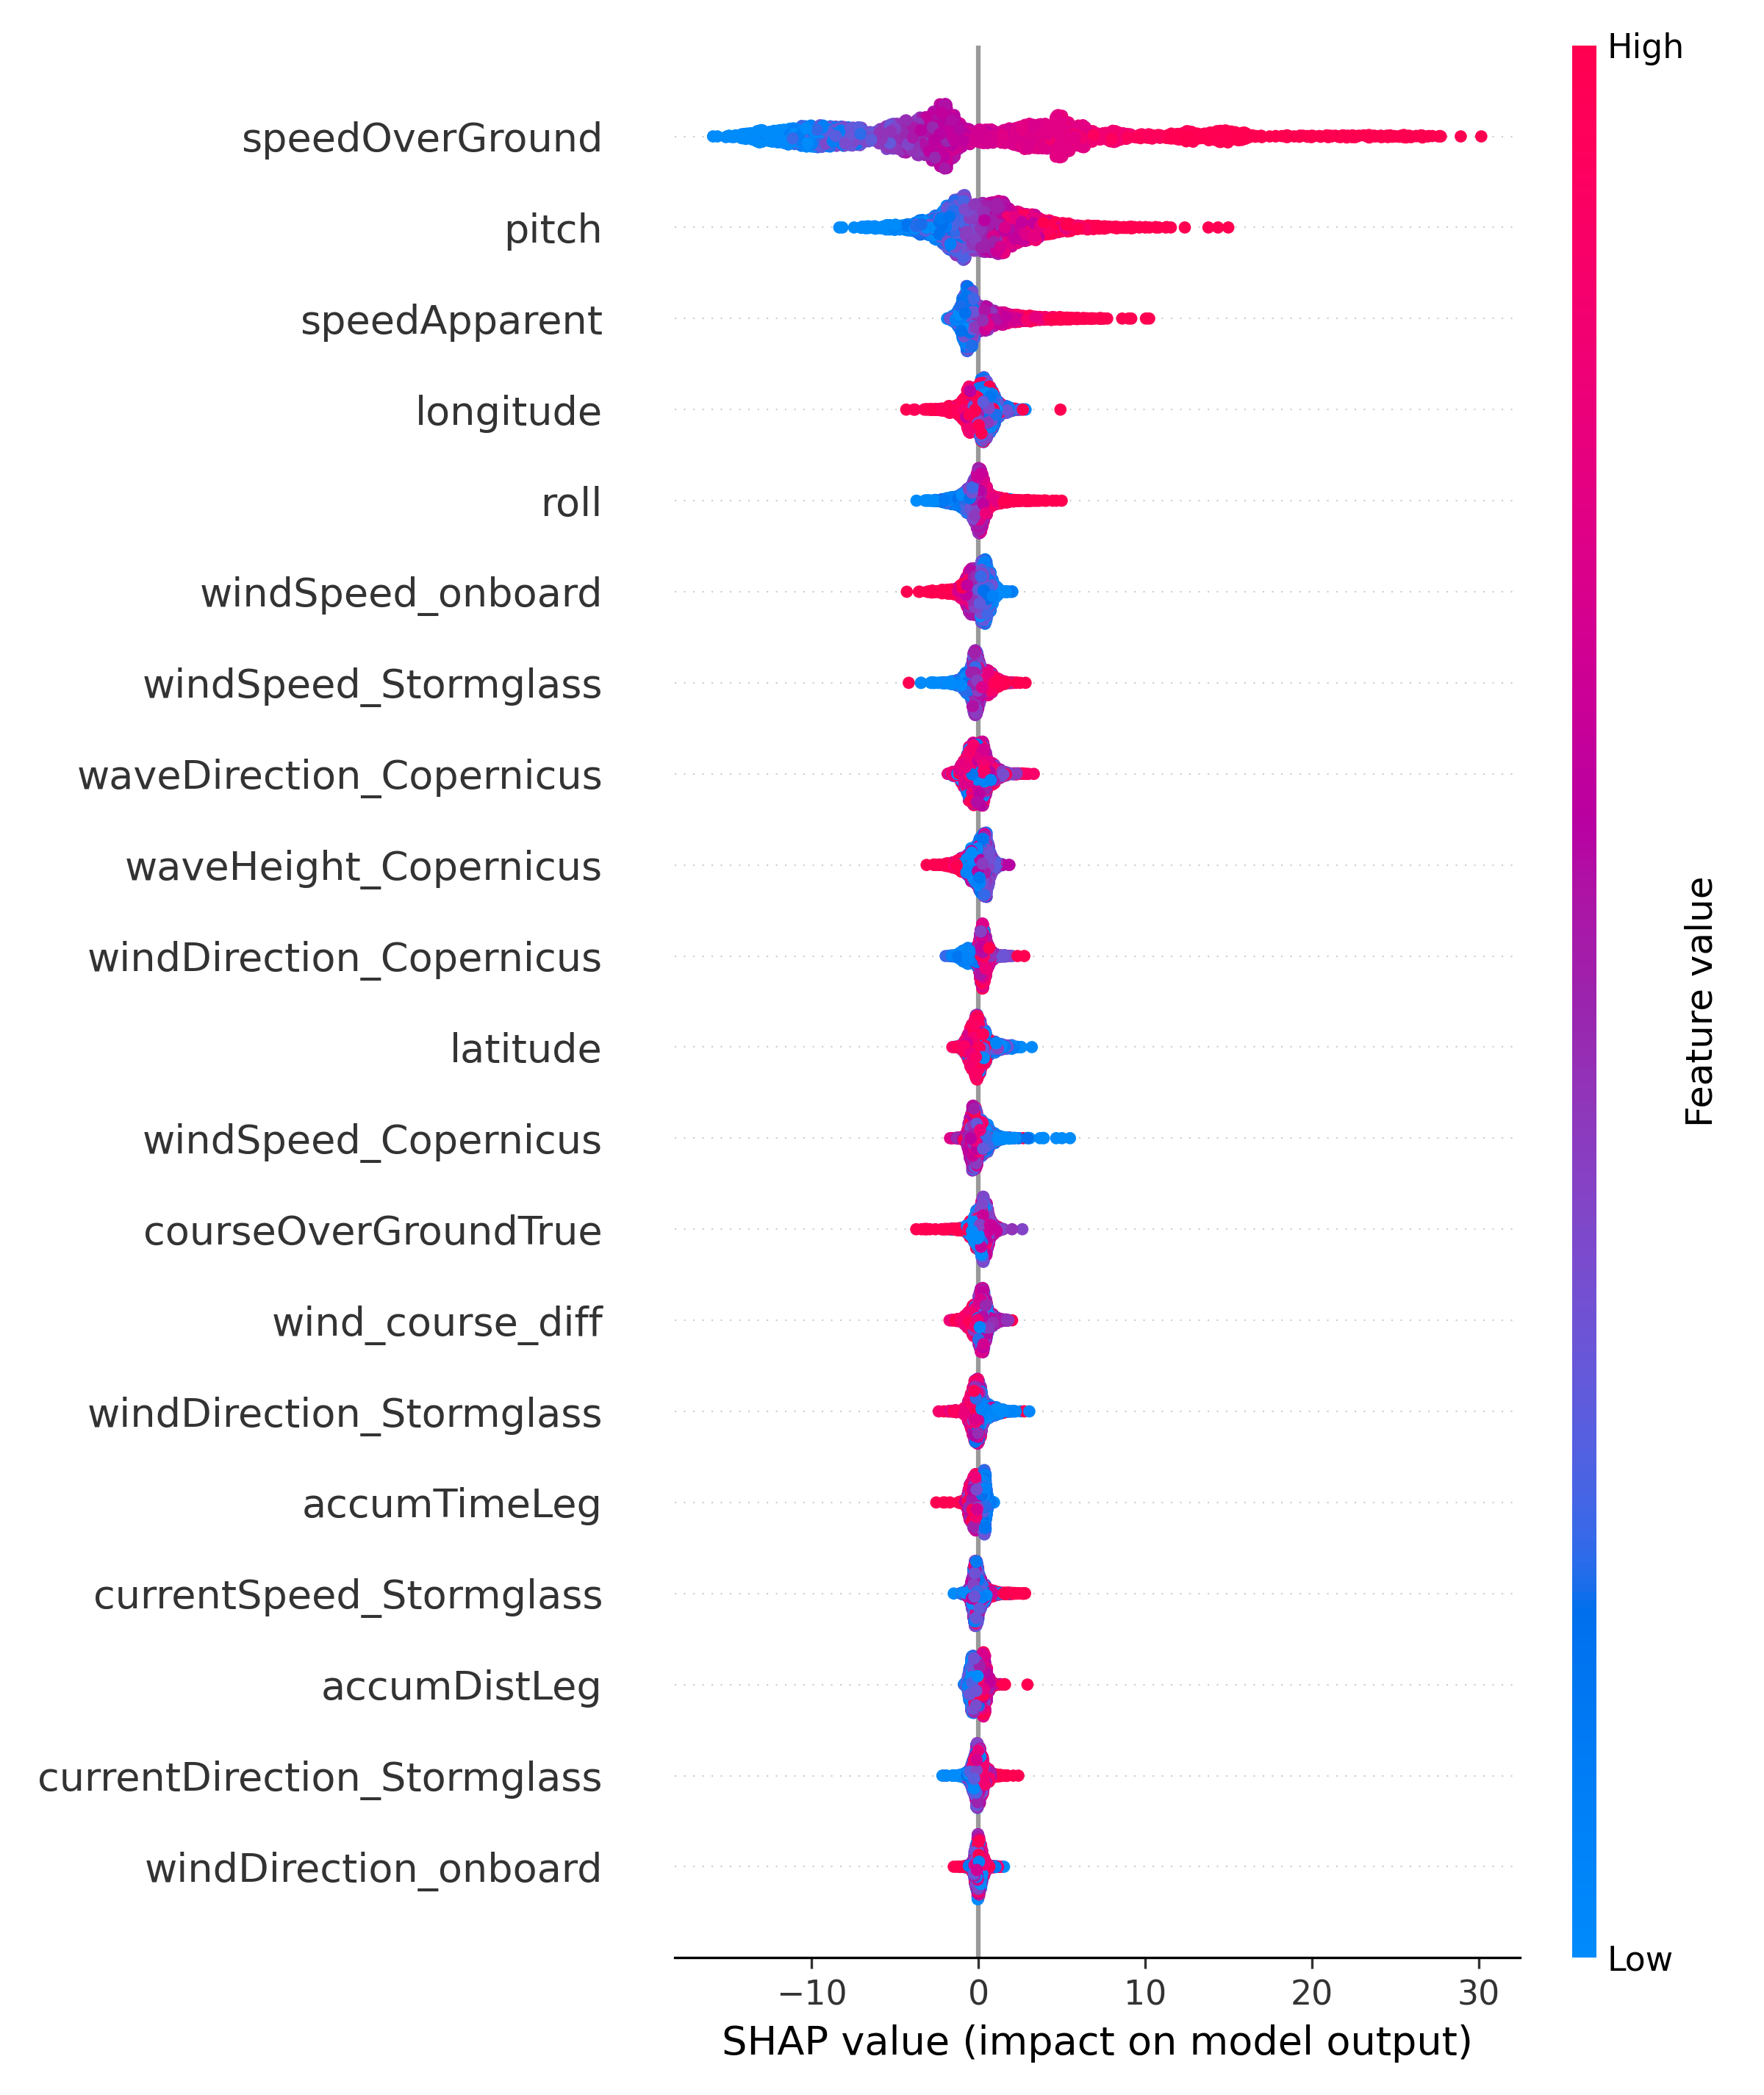 High
speedOverGround
pitch
speedApparent
longitude
roll
windSpeed_onboard
windSpeed_Stormglass
waveDirection_Copernicus
waveHeight_Copernicus
windDirection_Copernicus
latitude
windSpeed_Copernicus
courseOverGroundTrue
wind_course_diff
windDirection_Stormglass
accumTimeLeg
currentSpeed_Stormglass
accumDistLeg
currentDirection_Stormglass
windDirection_onboard
Feature value
Low
−10 0 10 20 30
SHAP value (impact on model output)